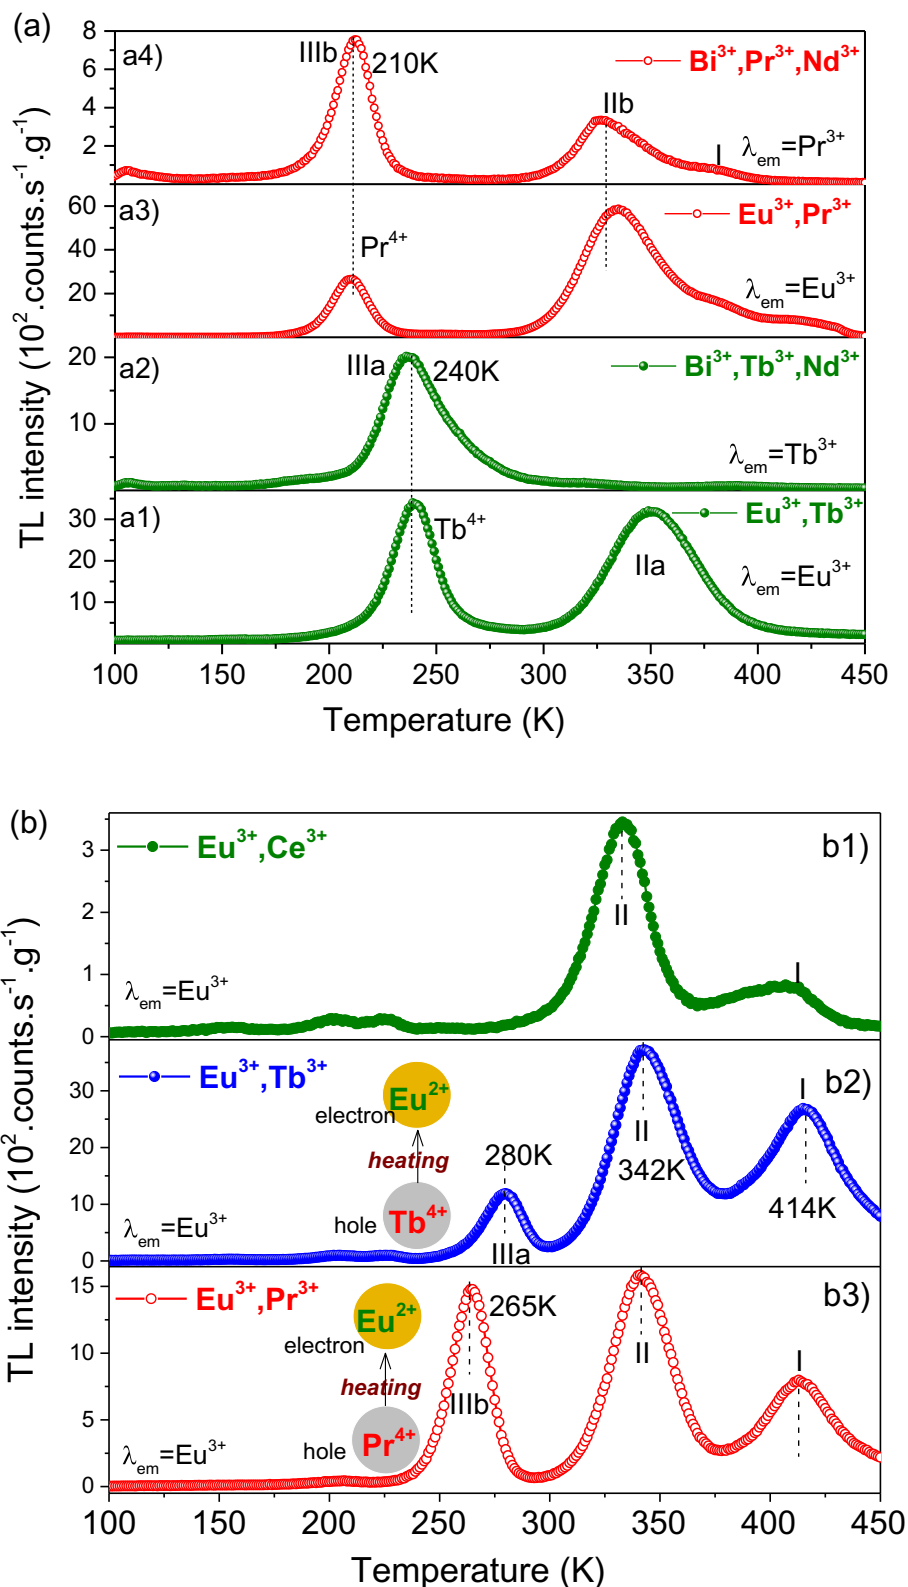 (a)
TL intensity (10².counts.s⁻¹.g⁻¹)
a4)
IIIb
210K
Bi³⁺,Pr³⁺,Nd³⁺
IIb
I
λem=Pr³⁺
8
6
4
2
a3)
Eu³⁺,Pr³⁺
Pr⁴⁺
λem=Eu³⁺
60
40
20
a2)
IIIa
240K
Bi³⁺,Tb³⁺,Nd³⁺
λem=Tb³⁺
20
10
a1)
Eu³⁺,Tb³⁺
Tb⁴⁺
IIa
λem=Eu³⁺
30
20
10
100 150 200 250 300 350 400 450
Temperature (K)
(b)
TL intensity (10².counts.s⁻¹.g⁻¹)
Eu³⁺,Ce³⁺
b1)
II
I
λem=Eu³⁺
3
2
1
0
Eu³⁺,Tb³⁺
b2)
Eu²⁺
electron
heating
hole
Tb⁴⁺
280K
IIIa
II
342K
I
414K
λem=Eu³⁺
30
20
10
0
Eu³⁺,Pr³⁺
b3)
Eu²⁺
electron
heating
hole
Pr⁴⁺
265K
IIIb
II
I
λem=Eu³⁺
15
10
5
0
100 150 200 250 300 350 400 450
Temperature (K)